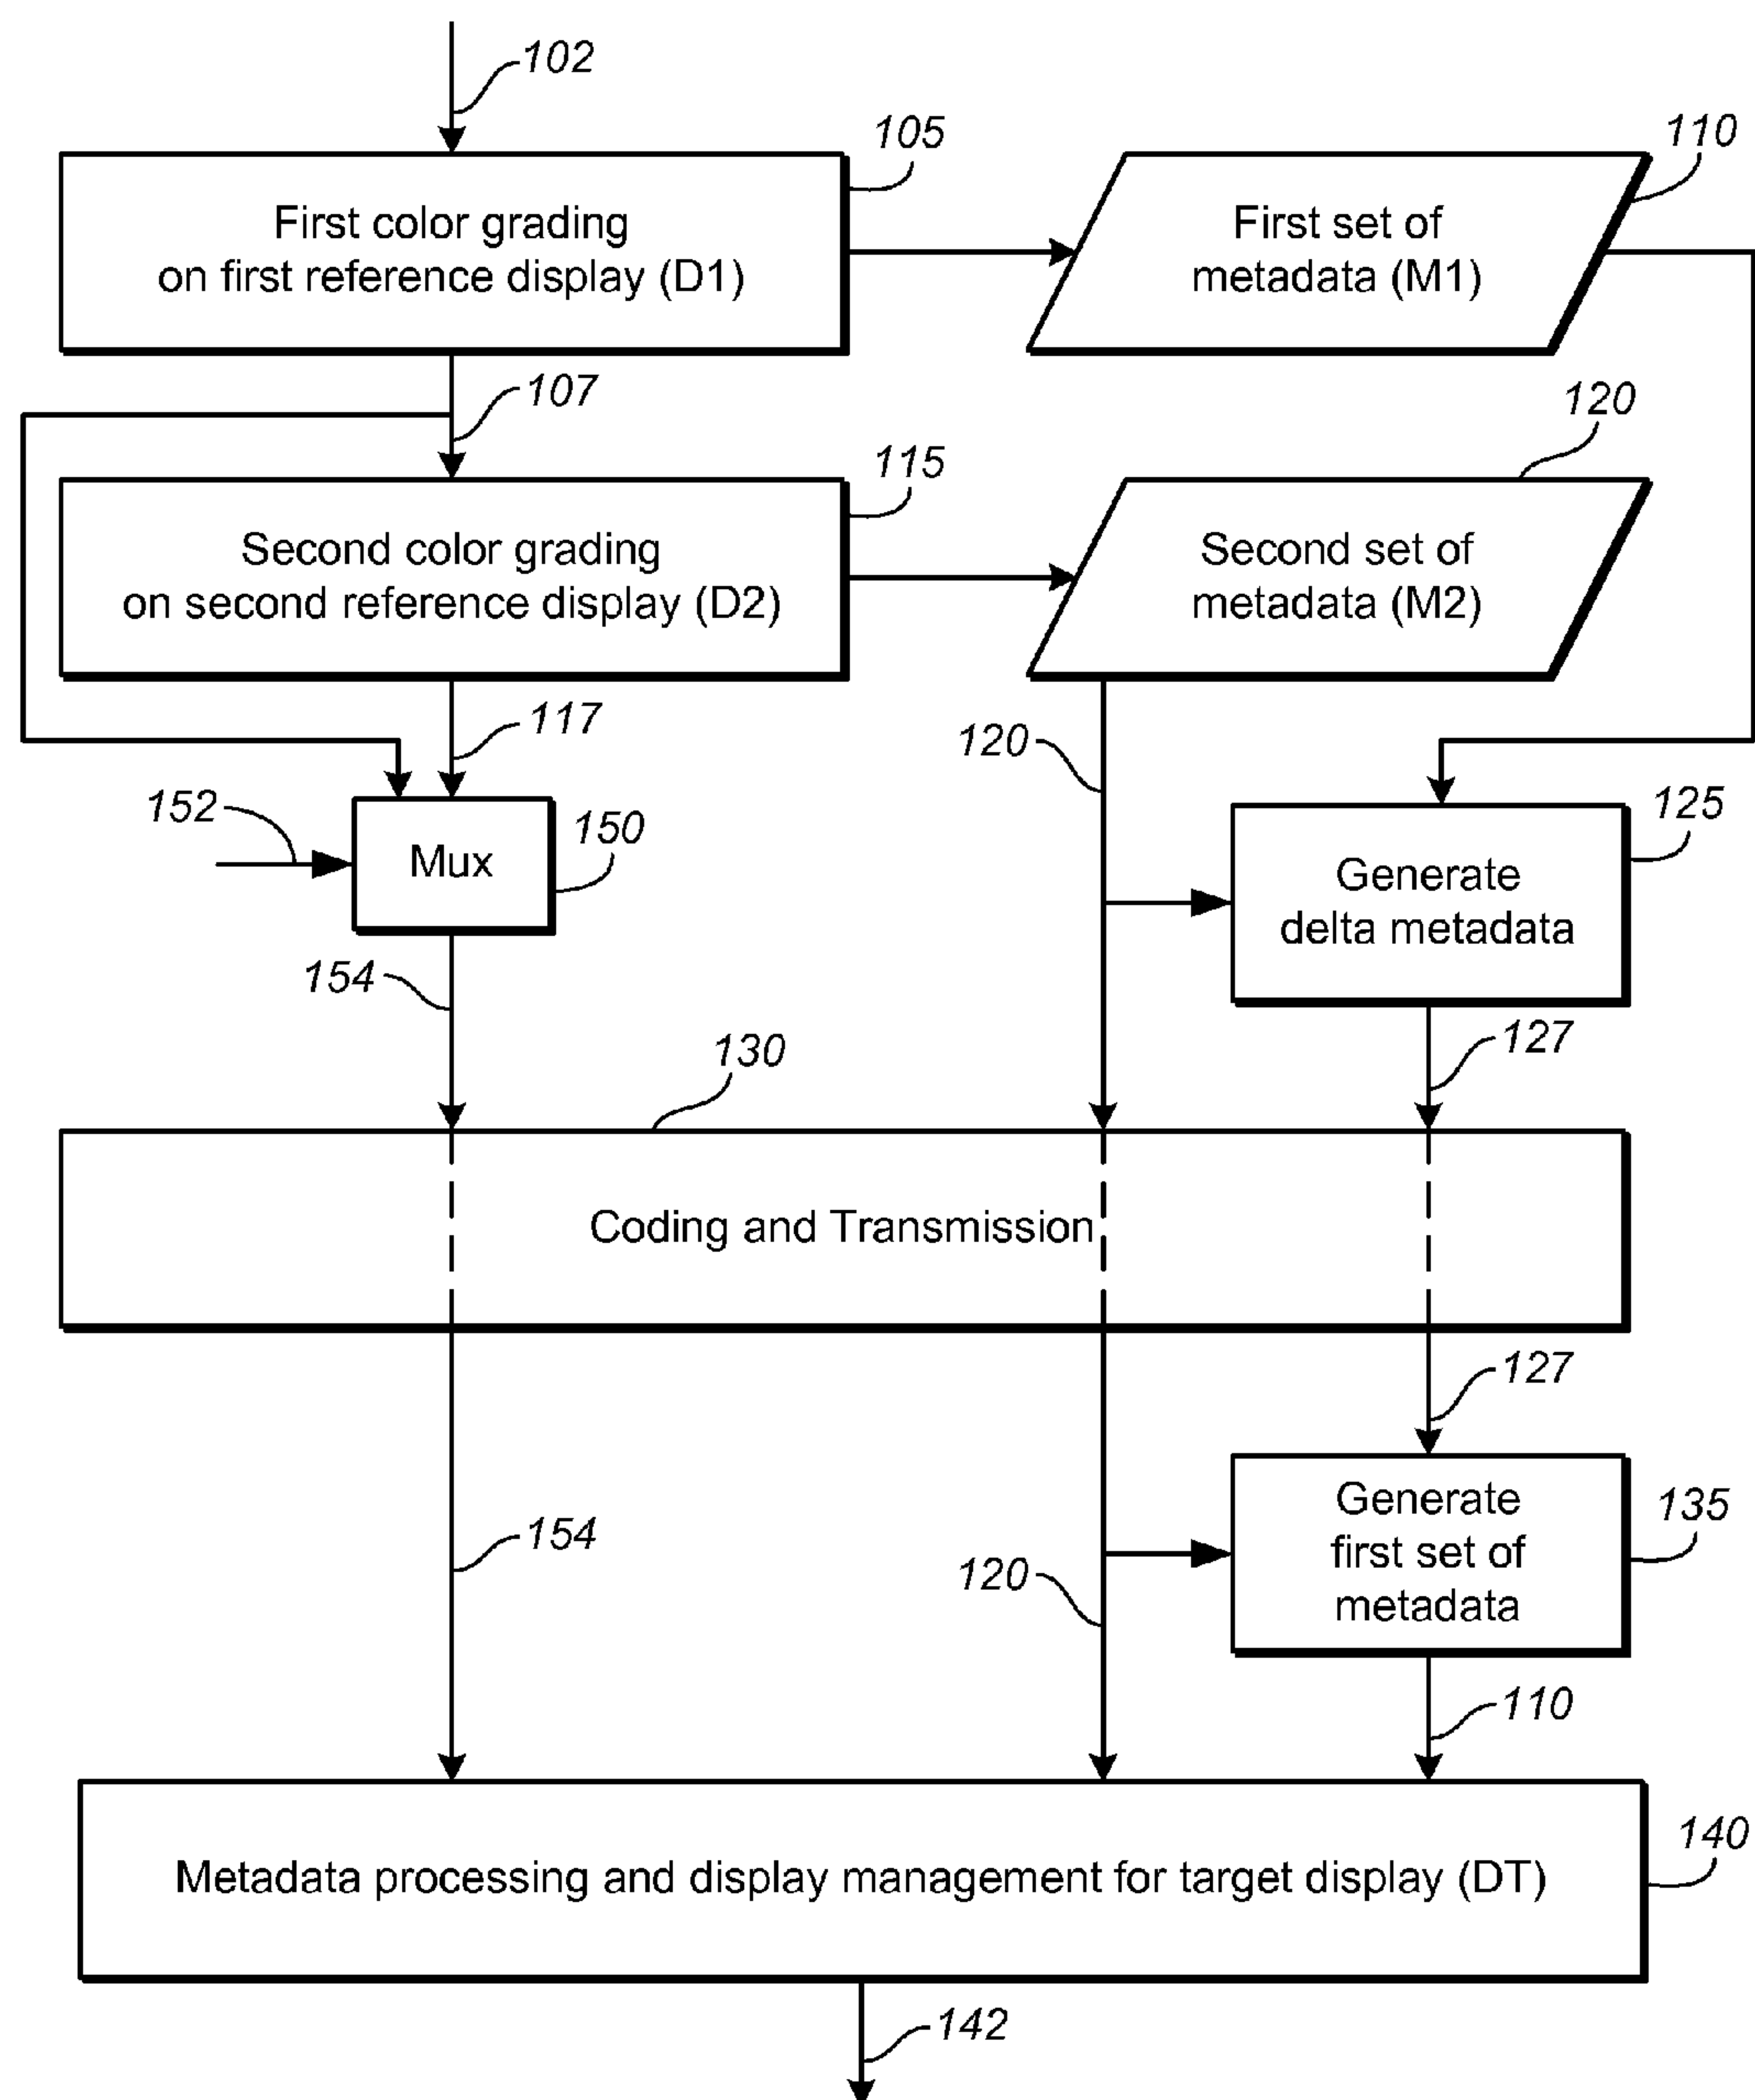 102
105
110
First color grading
on first reference display (D1)
First set of
metadata (M1)
107
120
115
Second color grading
on second reference display (D2)
Second set of
metadata (M2)
117
120
152
150
125
Mux
Generate
delta metadata
154
127
130
Coding and Transmission
127
154
120
Generate
first set of
metadata
135
110
140
Metadata processing and display management for target display (DT)
142